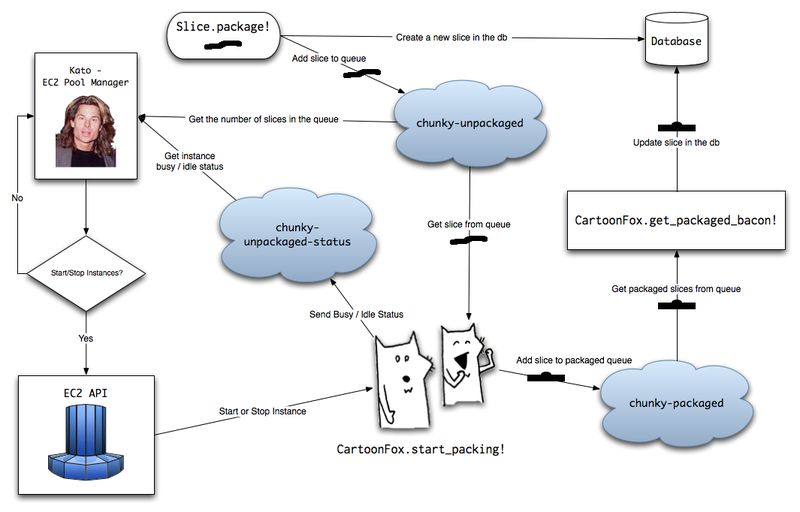 Slice.package!
Create a new slice in the db
Database
Add slice to queue
Kato -
EC2 Pool Manager
chunky-unpackaged
Get the number of slices in the queue
Update slice in the db
Get instance
busy / idle status
No
chunky-
unpackaged-status
Get slice from queue
CartoonFox.get_packaged_bacon!
Start/Stop Instances?
Get packaged slices from queue
Send Busy / Idle Status
Yes
Add slice to packaged queue
EC2 API
Start or Stop Instance
chunky-packaged
CartoonFox.start_packing!